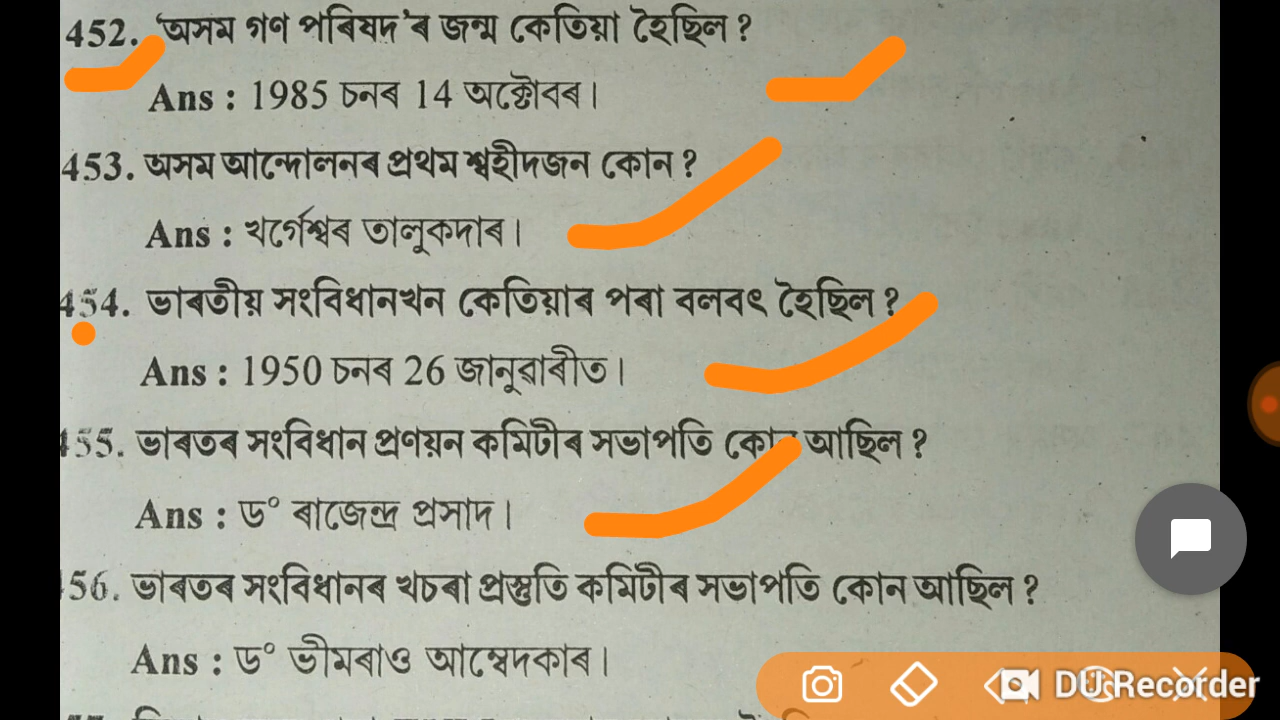 452. 'অসম গণ পৰিষদ'ৰ জন্ম কেতিয়া হৈছিল ?
Ans : 1985 চনৰ 14 অক্টোবৰ।
453. অসম আন্দোলনৰ প্ৰথম শ্বহীদজন কোন ?
Ans : খৰ্গেশ্বৰ তালুকদাৰ।
454. ভাৰতীয় সংবিধানখন কেতিয়াৰ পৰা বলবৎ হৈছিল ?
Ans : 1950 চনৰ 26 জানুৱাৰীত।
455. ভাৰতৰ সংবিধান প্ৰণয়ন কমিটীৰ সভাপতি কোন আছিল ?
Ans : ড° ৰাজেন্দ্ৰ প্ৰসাদ।
56. ভাৰতৰ সংবিধানৰ খচৰা প্ৰস্তুতি কমিটীৰ সভাপতি কোন আছিল ?
Ans : ড° ভীমৰাও আম্বেদকাৰ।
DU Recorder